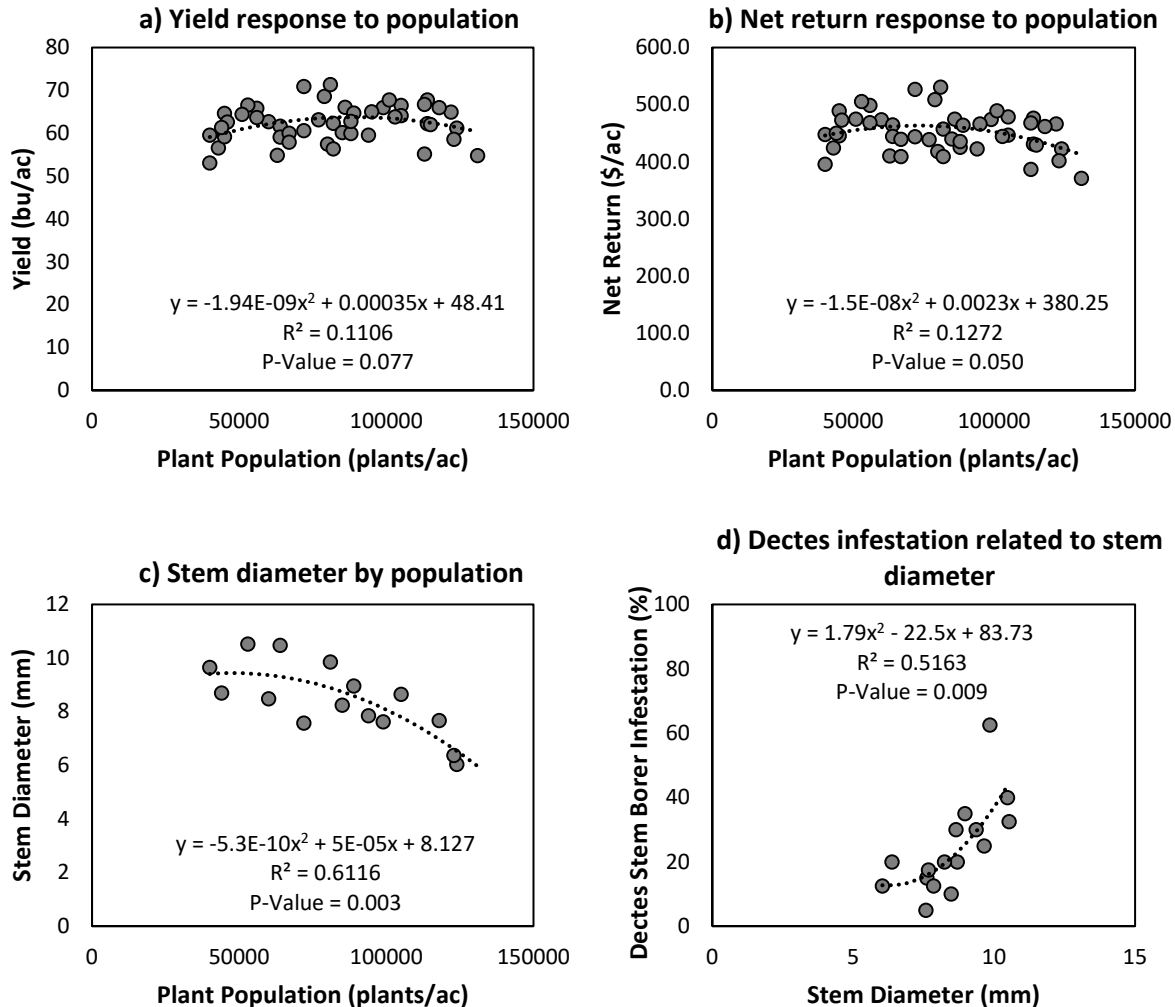 a) Yield response to population
80
70
60
50
40
30
20
10
0
Yield (bu/ac)
y = -1.94E-09x² + 0.00035x + 48.41
R² = 0.1106
P-Value = 0.077
0 50000 100000 150000
Plant Population (plants/ac)
b) Net return response to population
600.0
500.0
400.0
300.0
200.0
100.0
0.0
Net Return ($/ac)
y = -1.5E-08x² + 0.0023x + 380.25
R² = 0.1272
P-Value = 0.050
0 50000 100000 150000
Plant Population (plants/ac)
c) Stem diameter by population
12
10
8
6
4
2
0
Stem Diameter (mm)
y = -5.3E-10x² + 5E-05x + 8.127
R² = 0.6116
P-Value = 0.003
0 50000 100000 150000
Plant Population (plants/ac)
d) Dectes infestation related to stem
diameter
100
80
60
40
20
0
Dectes Stem Borer Infestation (%)
y = 1.79x² - 22.5x + 83.73
R² = 0.5163
P-Value = 0.009
0 5 10 15
Stem Diameter (mm)